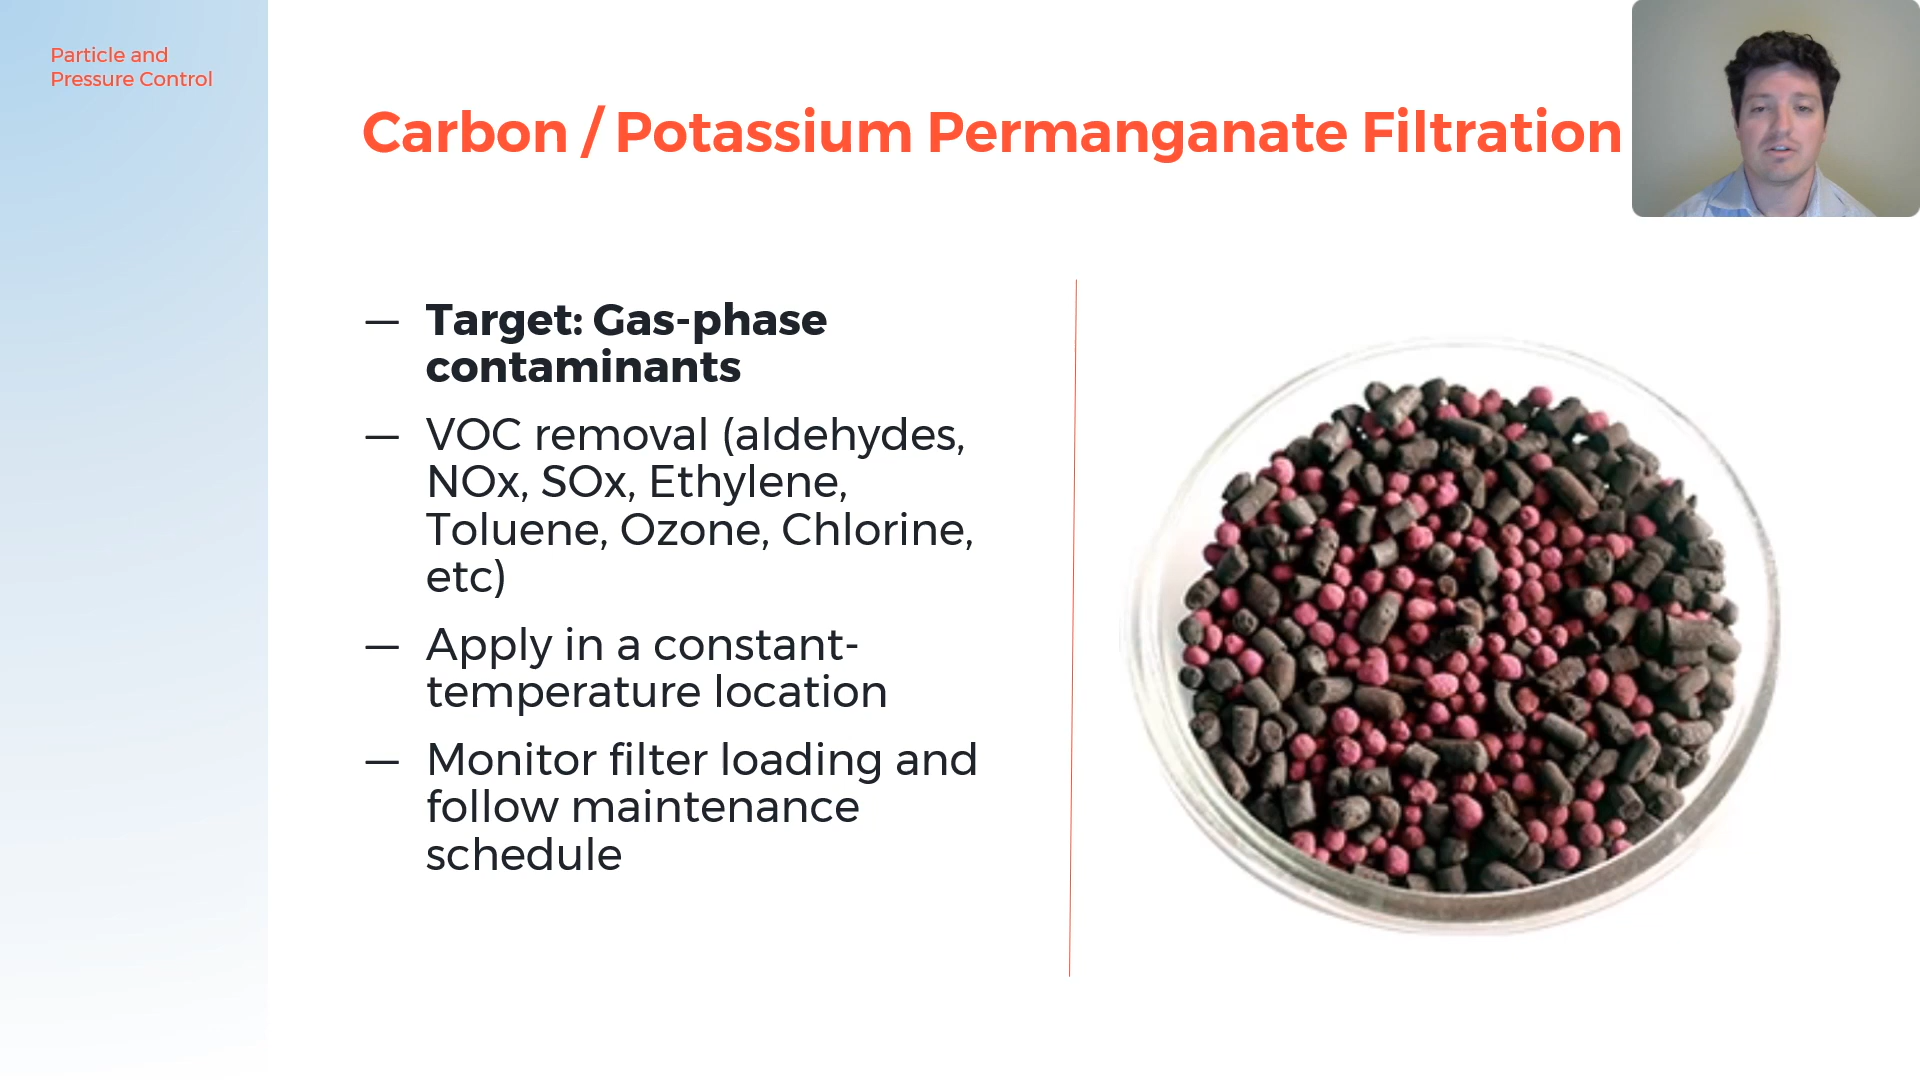 Particle and
Pressure Control
Carbon / Potassium Permanganate Filtration
— Target: Gas-phase
contaminants
— VOC removal (aldehydes,
NOx, SOx, Ethylene,
Toluene, Ozone, Chlorine,
etc)
— Apply in a constant-
temperature location
— Monitor filter loading and
follow maintenance
schedule